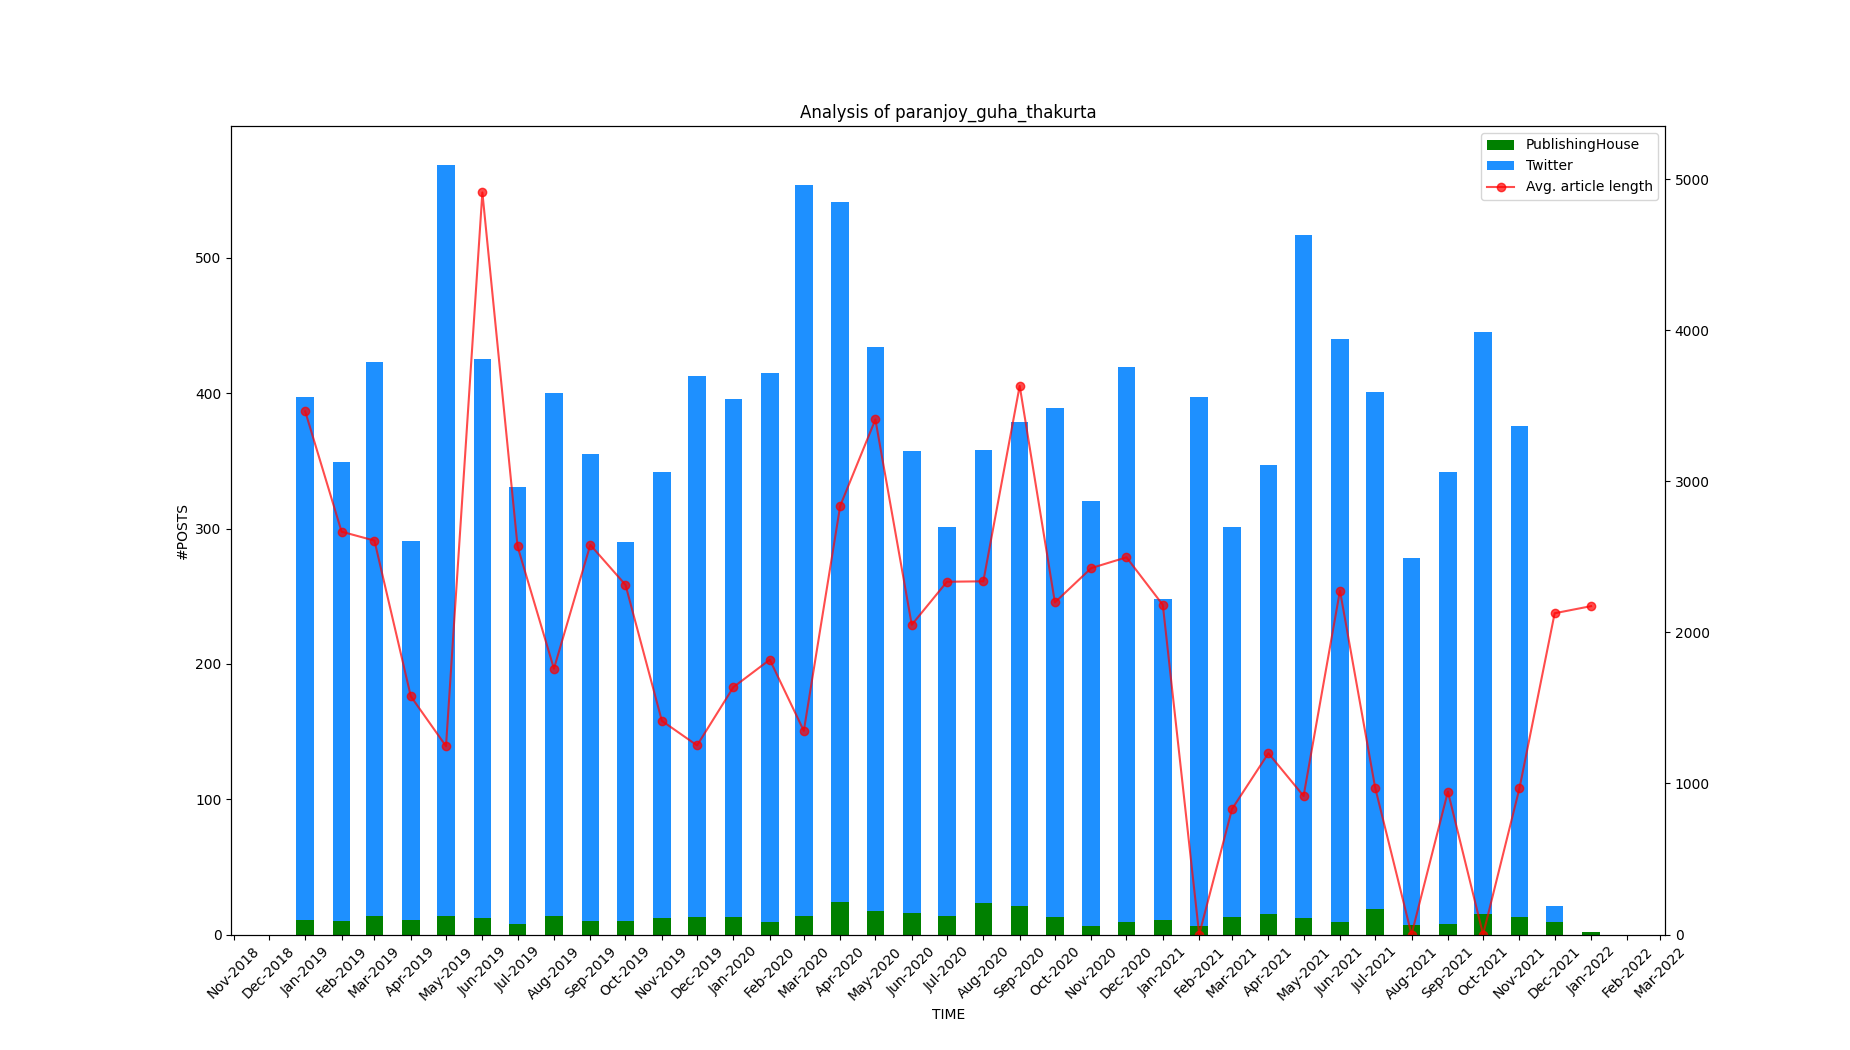 Analysis of paranjoy_guha_thakurta
PublishingHouse
Twitter
Avg. article length
#POSTS
500
400
300
200
100
0
5000
4000
3000
2000
1000
0
Nov-2018
Dec-2018
Jan-2019
Feb-2019
Mar-2019
Apr-2019
May-2019
Jun-2019
Jul-2019
Aug-2019
Sep-2019
Oct-2019
Nov-2019
Dec-2019
Jan-2020
Feb-2020
Mar-2020
Apr-2020
May-2020
Jun-2020
Jul-2020
Aug-2020
Sep-2020
Oct-2020
Nov-2020
Dec-2020
Jan-2021
Feb-2021
Mar-2021
Apr-2021
May-2021
Jun-2021
Jul-2021
Aug-2021
Sep-2021
Oct-2021
Nov-2021
Dec-2021
Jan-2022
Feb-2022
Mar-2022
TIME